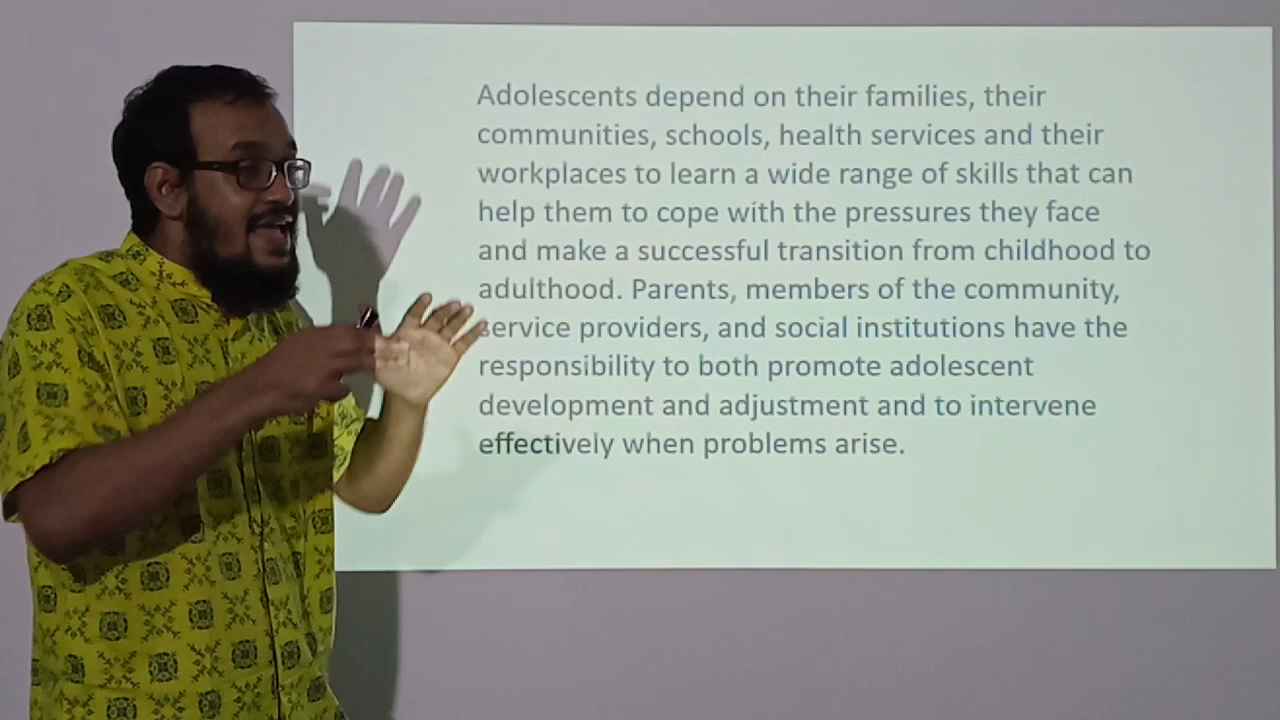 Adolescents depend on their families, their
communities, schools, health services and their
workplaces to learn a wide range of skills that can
help them to cope with the pressures they face
and make a successful transition from childhood to
adulthood. Parents, members of the community,
service providers, and social institutions have the
responsibility to both promote adolescent
development and adjustment and to intervene
effectively when problems arise.